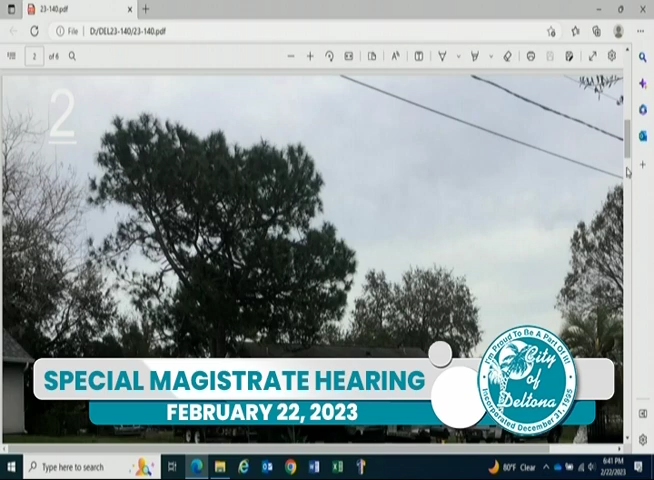 23-140.pdf
File
D:/DEL23-140/23-140.pdf
2
of 6
2
SPECIAL MAGISTRATE HEARING
FEBRUARY 22, 2023
I'm Proud To Be A Part Of It!
City
of
Deltona
Incorporated December 31, 1995
Type here to search
80°F Clear
6:41 PM
2/22/2023